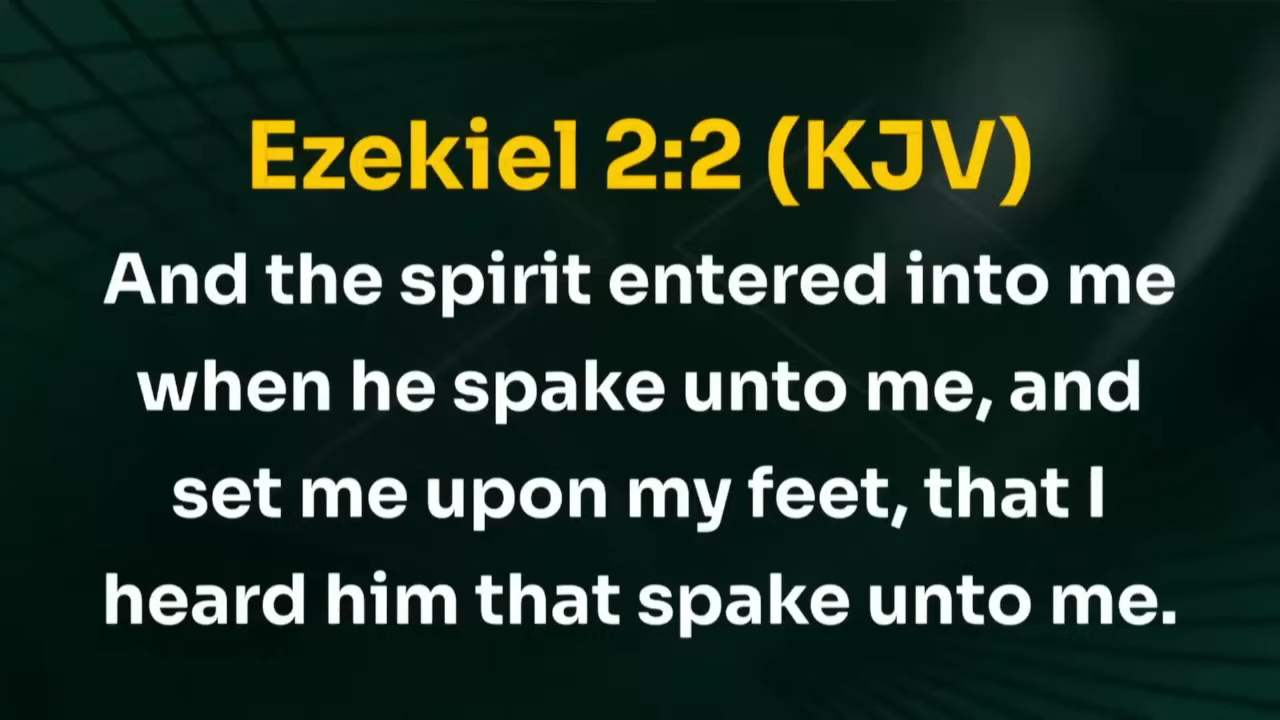 Ezekiel 2:2 (KJV)
And the spirit entered into me
when he spake unto me, and
set me upon my feet, that I
heard him that spake unto me.